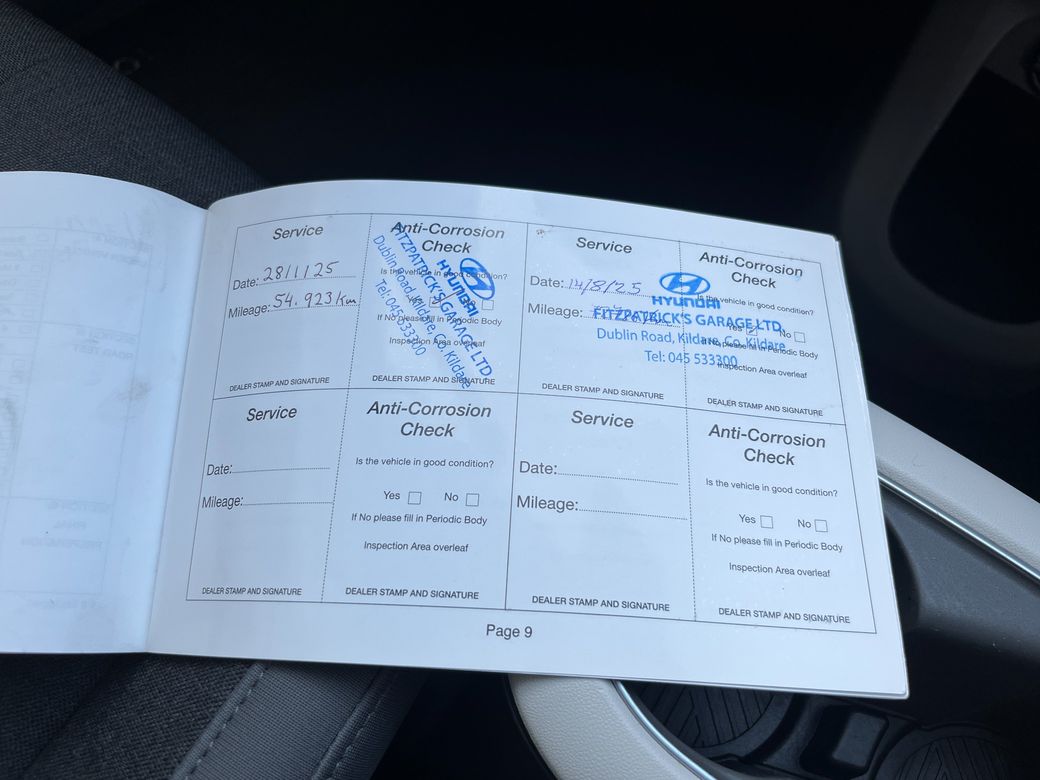 Service
Date: 28/1/25
Mileage: 54.923 Km
DEALER STAMP AND SIGNATURE
Anti-Corrosion
Check
Is the vehicle in good condition?
Yes No
If No please fill in Periodic Body
Inspection Area overleaf
DEALER STAMP AND SIGNATURE
HYUNDAI
FITZPATRICK'S GARAGE LTD
Dublin Road, Kildare, Co. Kildare
Tel: 045 533300
Service
Date: 14/8/25
Mileage:
DEALER STAMP AND SIGNATURE
Anti-Corrosion
Check
Is the vehicle in good condition?
Yes No
If No please fill in Periodic Body
Inspection Area overleaf
DEALER STAMP AND SIGNATURE
HYUNDAI
FITZPATRICK'S GARAGE LTD
Dublin Road, Kildare, Co. Kildare
Tel: 045 533300
Service
Date:
Mileage:
DEALER STAMP AND SIGNATURE
Anti-Corrosion
Check
Is the vehicle in good condition?
Yes No
If No please fill in Periodic Body
Inspection Area overleaf
DEALER STAMP AND SIGNATURE
Service
Date:
Mileage:
DEALER STAMP AND SIGNATURE
Anti-Corrosion
Check
Is the vehicle in good condition?
Yes No
If No please fill in Periodic Body
Inspection Area overleaf
DEALER STAMP AND SIGNATURE
Page 9